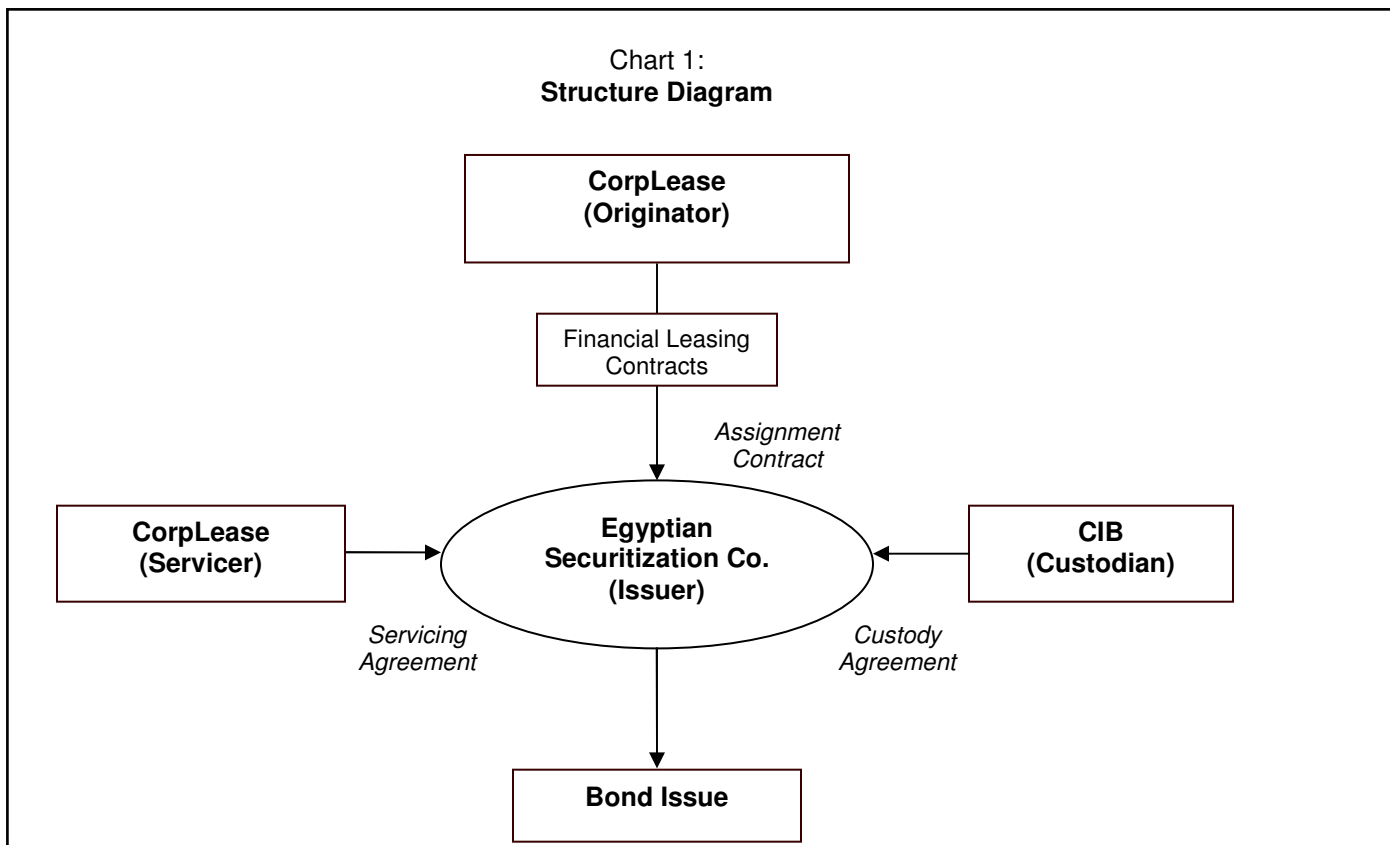 Chart 1:
Structure Diagram
CorpLease
(Originator)
Financial Leasing
Contracts
Assignment
Contract
CorpLease
(Servicer)
Egyptian
Securitization Co.
(Issuer)
CIB
(Custodian)
Servicing
Agreement
Custody
Agreement
Bond Issue